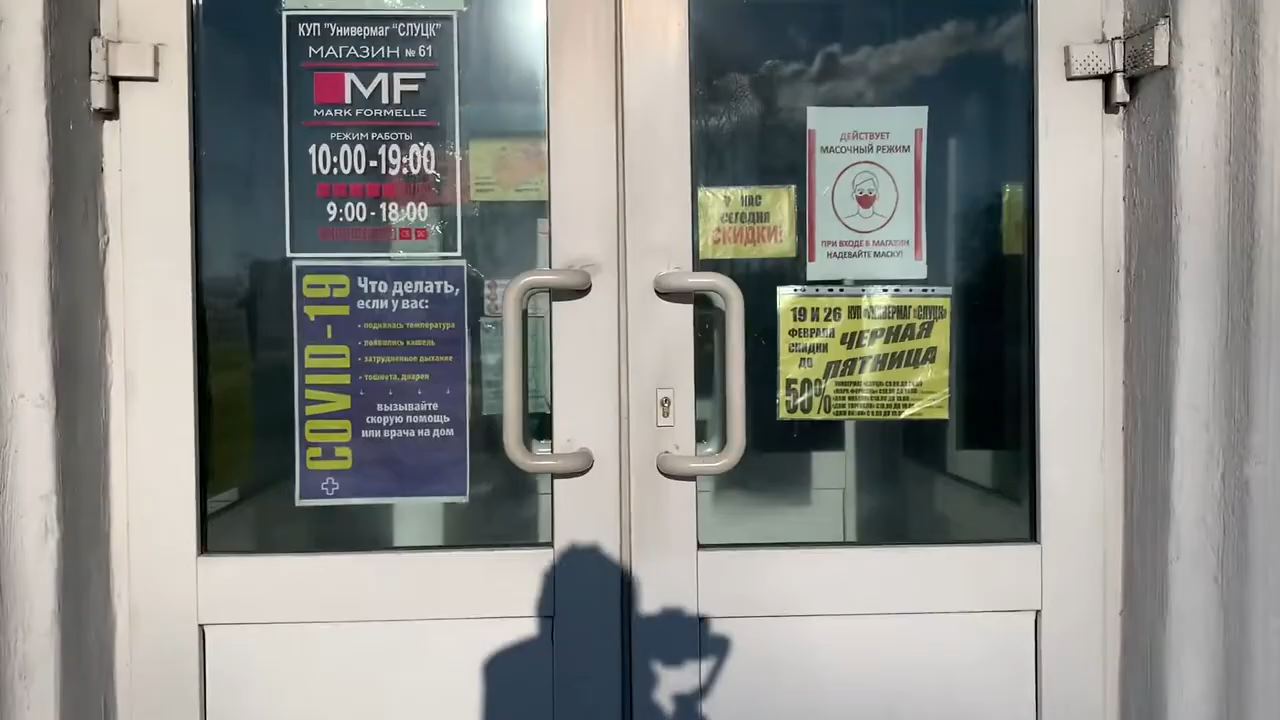 КУП "Универмаг "СЛУЦК"
МАГАЗИН № 61
MF
MARK FORMELLE
РЕЖИМ РАБОТЫ
10:00-19:00
9:00-18:00
COVID-19
Что делать,
если у вас:
• поднялась температура
• появились кашель
• затрудненное дыхание
• тошнота, диарея
вызывайте
скорую помощь
или врача на дом
У НАС
СЕГОДНЯ
СКИДКИ!
ДЕЙСТВУЕТ
МАСОЧНЫЙ РЕЖИМ
ПРИ ВХОДЕ В МАГАЗИН
НАДЕВАЙТЕ МАСКУ!
19 И 26
ФЕВРАЛЯ
СКИДКИ
ДО
50%
КУП «УНИВЕРМАГ «СЛУЦК»
ЧЕРНАЯ
ПЯТНИЦА